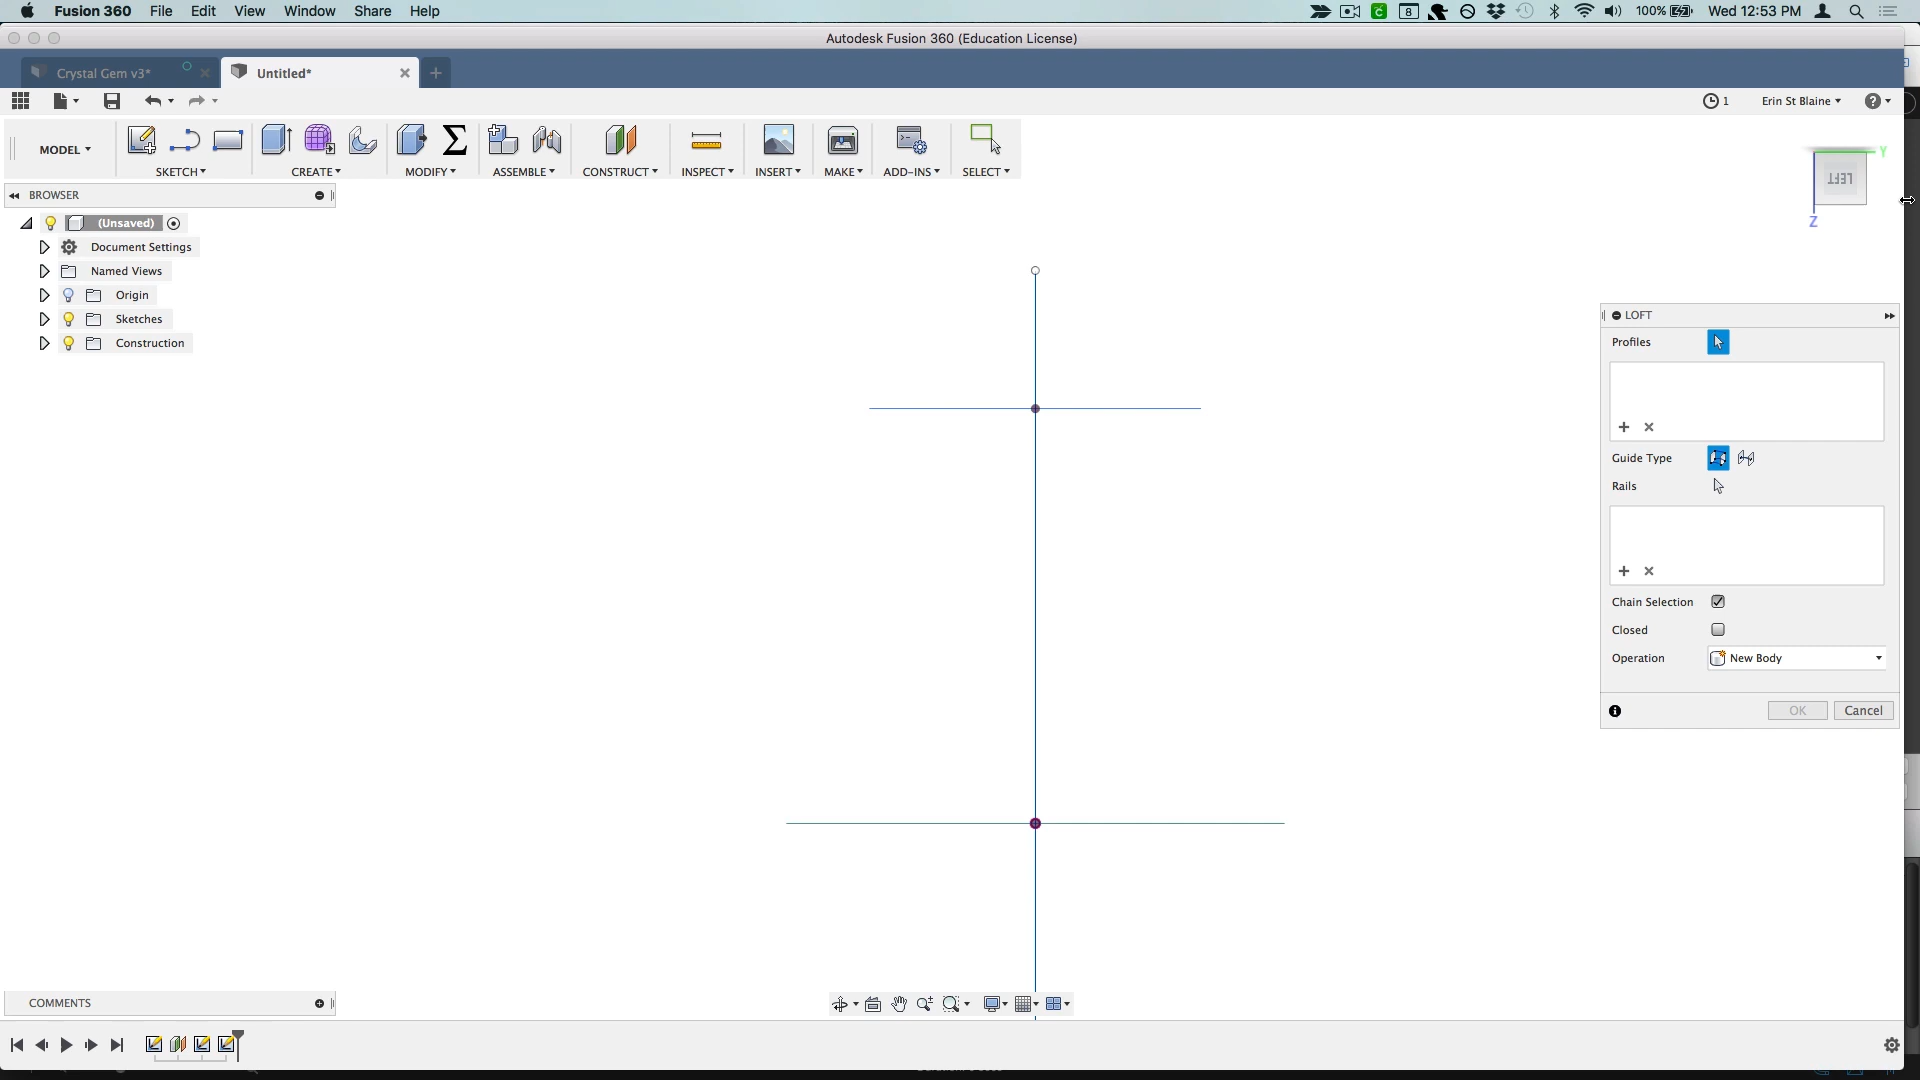 Fusion 360 File Edit View Window Share Help
8 100% Wed 12:53 PM
Autodesk Fusion 360 (Education License)
Crystal Gem v3* Untitled*
1 Erin St Blaine
MODEL
SKETCH CREATE MODIFY ASSEMBLE CONSTRUCT INSPECT INSERT MAKE ADD-INS SELECT
Y
LEFT
Z
BROWSER
(Unsaved)
Document Settings
Named Views
Origin
Sketches
Construction
LOFT
Profiles
Guide Type
Rails
Chain Selection
Closed
Operation New Body
OK Cancel
COMMENTS